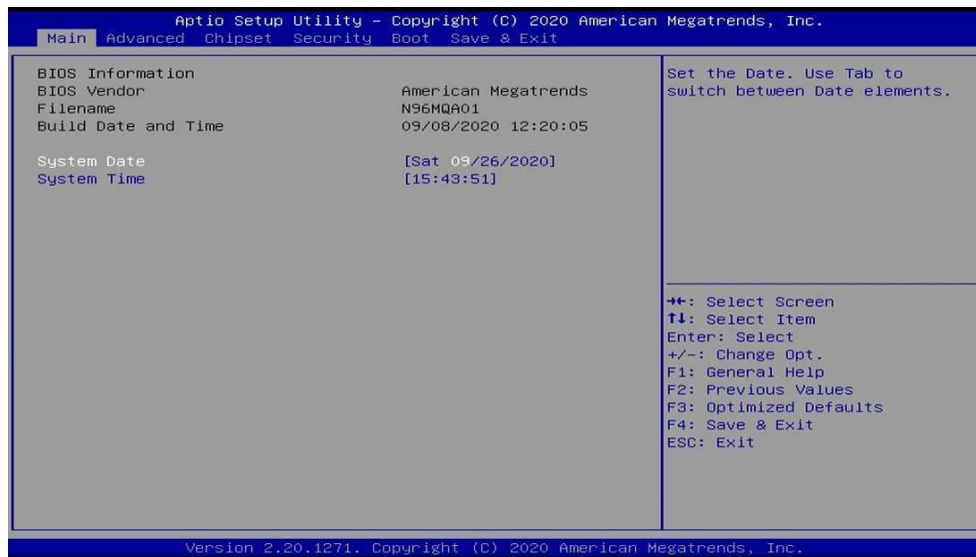 Aptio Setup Utility – Copyright (C) 2020 American Megatrends, Inc.
Main Advanced Chipset Security Boot Save & Exit
BIOS Information
BIOS Vendor American Megatrends
Filename N96MQA01
Build Date and Time 09/08/2020 12:20:05
System Date [Sat 09/26/2020]
System Time [15:43:51]
Set the Date. Use Tab to
switch between Date elements.
→←: Select Screen
↑↓: Select Item
Enter: Select
+/-: Change Opt.
F1: General Help
F2: Previous Values
F3: Optimized Defaults
F4: Save & Exit
ESC: Exit
Version 2.20.1271. Copyright (C) 2020 American Megatrends, Inc.